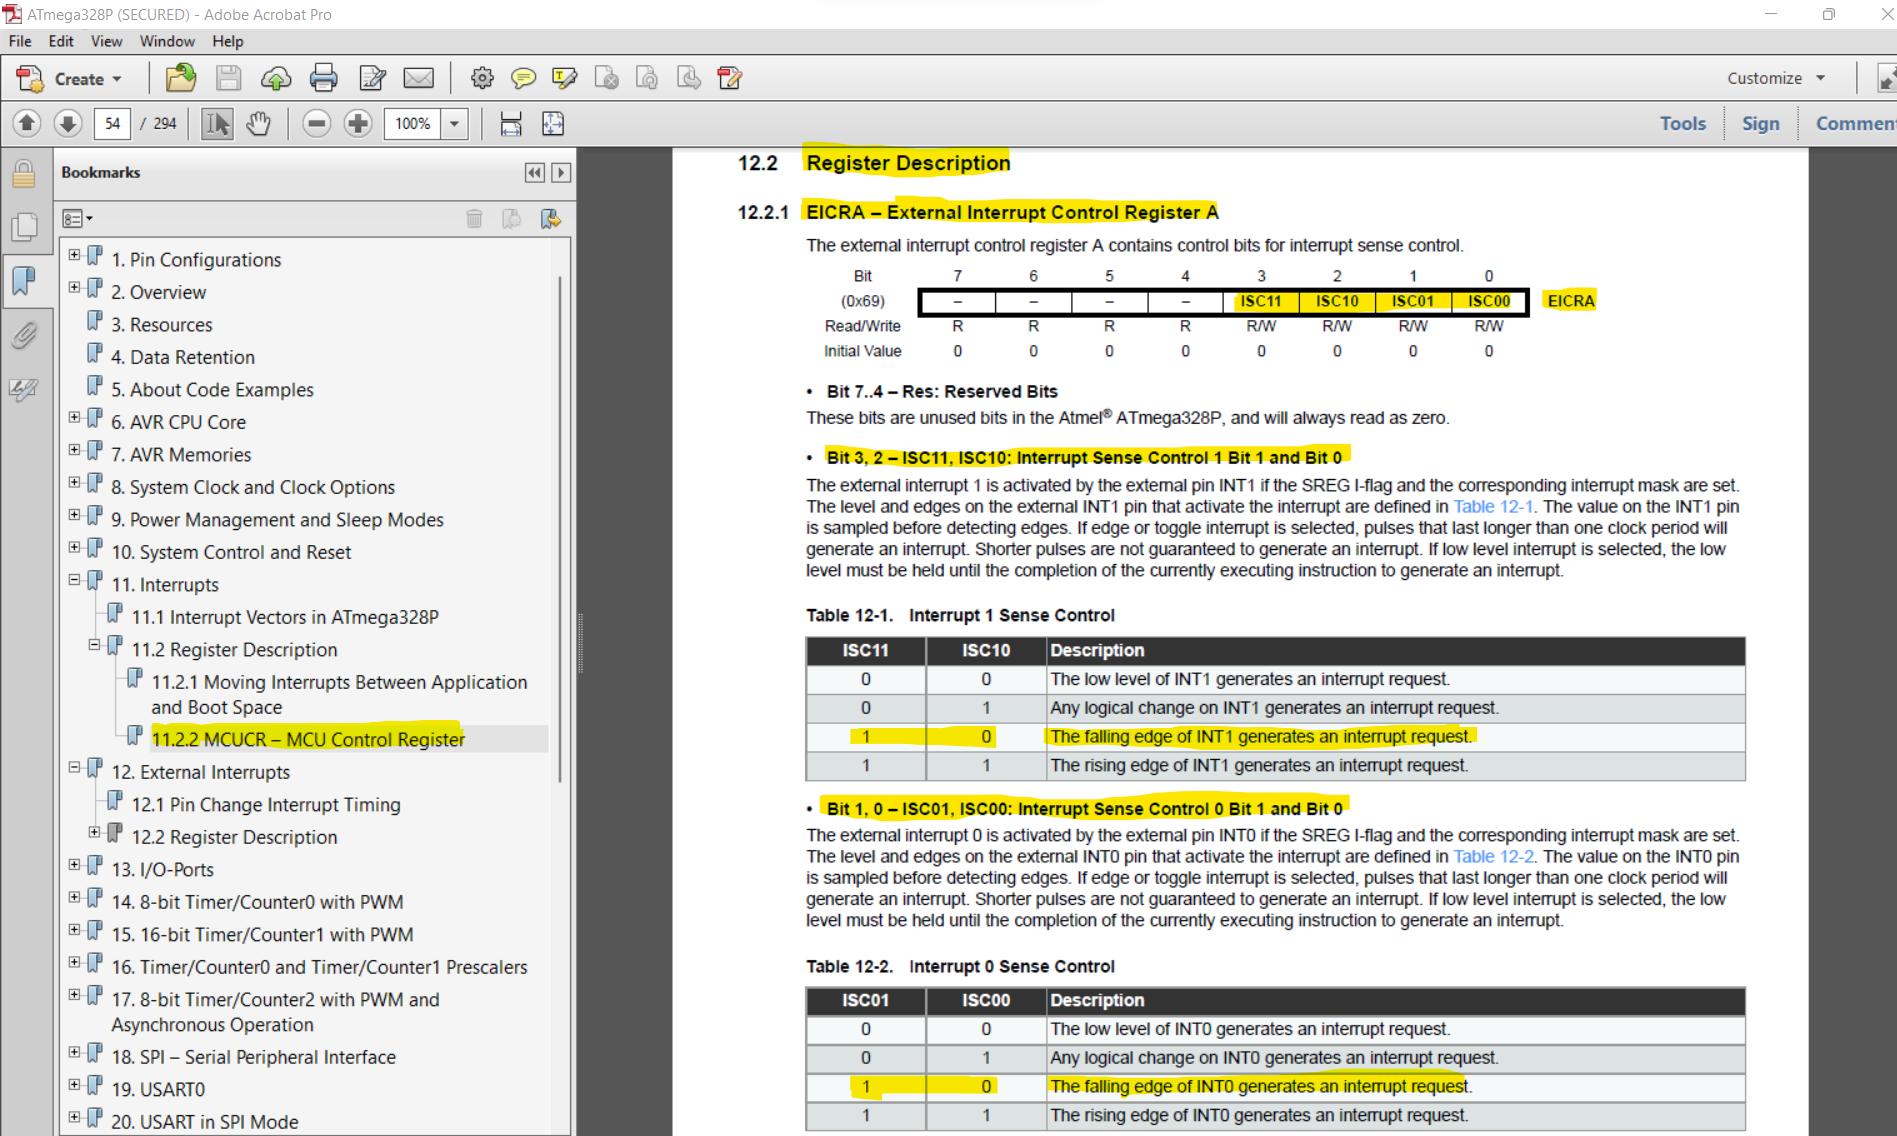 ATmega328P (SECURED) - Adobe Acrobat Pro
File Edit View Window Help
Create
Customize
54 / 294
100%
Tools Sign Commen
Bookmarks
1. Pin Configurations
2. Overview
3. Resources
4. Data Retention
5. About Code Examples
6. AVR CPU Core
7. AVR Memories
8. System Clock and Clock Options
9. Power Management and Sleep Modes
10. System Control and Reset
11. Interrupts
11.1 Interrupt Vectors in ATmega328P
11.2 Register Description
11.2.1 Moving Interrupts Between Application
and Boot Space
11.2.2 MCUCR – MCU Control Register
12. External Interrupts
12.1 Pin Change Interrupt Timing
12.2 Register Description
13. I/O-Ports
14. 8-bit Timer/Counter0 with PWM
15. 16-bit Timer/Counter1 with PWM
16. Timer/Counter0 and Timer/Counter1 Prescalers
17. 8-bit Timer/Counter2 with PWM and
Asynchronous Operation
18. SPI – Serial Peripheral Interface
19. USART0
20. USART in SPI Mode
12.2 Register Description
12.2.1 EICRA – External Interrupt Control Register A
The external interrupt control register A contains control bits for interrupt sense control.
Bit 7 6 5 4 3 2 1 0
(0x69) – – – – ISC11 ISC10 ISC01 ISC00 EICRA
Read/Write R R R R R/W R/W R/W R/W
Initial Value 0 0 0 0 0 0 0 0
• Bit 7..4 – Res: Reserved Bits
These bits are unused bits in the Atmel® ATmega328P, and will always read as zero.
• Bit 3, 2 – ISC11, ISC10: Interrupt Sense Control 1 Bit 1 and Bit 0
The external interrupt 1 is activated by the external pin INT1 if the SREG I-flag and the corresponding interrupt mask are set.
The level and edges on the external INT1 pin that activate the interrupt are defined in Table 12-1. The value on the INT1 pin
is sampled before detecting edges. If edge or toggle interrupt is selected, pulses that last longer than one clock period will
generate an interrupt. Shorter pulses are not guaranteed to generate an interrupt. If low level interrupt is selected, the low
level must be held until the completion of the currently executing instruction to generate an interrupt.
Table 12-1. Interrupt 1 Sense Control
ISC11 ISC10 Description
0 0 The low level of INT1 generates an interrupt request.
0 1 Any logical change on INT1 generates an interrupt request.
1 0 The falling edge of INT1 generates an interrupt request.
1 1 The rising edge of INT1 generates an interrupt request.
• Bit 1, 0 – ISC01, ISC00: Interrupt Sense Control 0 Bit 1 and Bit 0
The external interrupt 0 is activated by the external pin INT0 if the SREG I-flag and the corresponding interrupt mask are set.
The level and edges on the external INT0 pin that activate the interrupt are defined in Table 12-2. The value on the INT0 pin
is sampled before detecting edges. If edge or toggle interrupt is selected, pulses that last longer than one clock period will
generate an interrupt. Shorter pulses are not guaranteed to generate an interrupt. If low level interrupt is selected, the low
level must be held until the completion of the currently executing instruction to generate an interrupt.
Table 12-2. Interrupt 0 Sense Control
ISC01 ISC00 Description
0 0 The low level of INT0 generates an interrupt request.
0 1 Any logical change on INT0 generates an interrupt request.
1 0 The falling edge of INT0 generates an interrupt request.
1 1 The rising edge of INT0 generates an interrupt request.